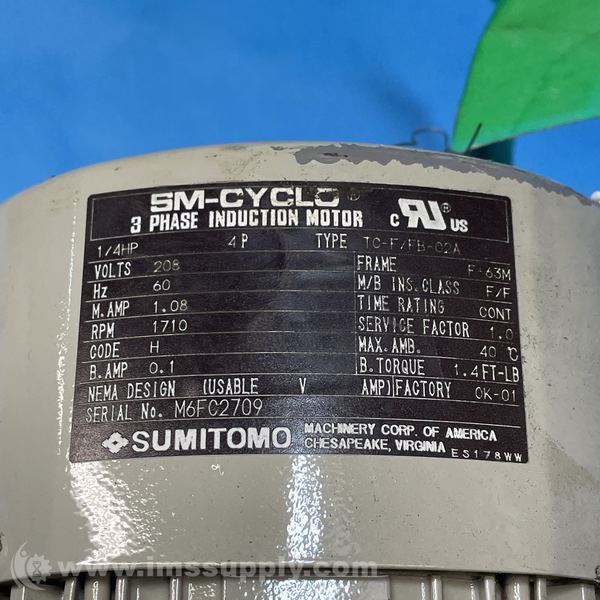 SM-CYCLO®
3 PHASE INDUCTION MOTOR
C RU® US
1/4HP 4P TYPE TC-F/FB-02A
VOLTS 208 FRAME F-63M
Hz 60 M/B INS.CLASS F/F
M.AMP 1.08 TIME RATING CONT
RPM 1710 SERVICE FACTOR 1.0
CODE H MAX.AMB. 40 ℃
B.AMP 0.1 B.TORQUE 1.4FT-LB
NEMA DESIGN (USABLE V AMP) FACTORY OK-01
SERIAL No. M6FC2709
SUMITOMO MACHINERY CORP. OF AMERICA
CHESAPEAKE, VIRGINIA ES178WW
www.imssupply.com